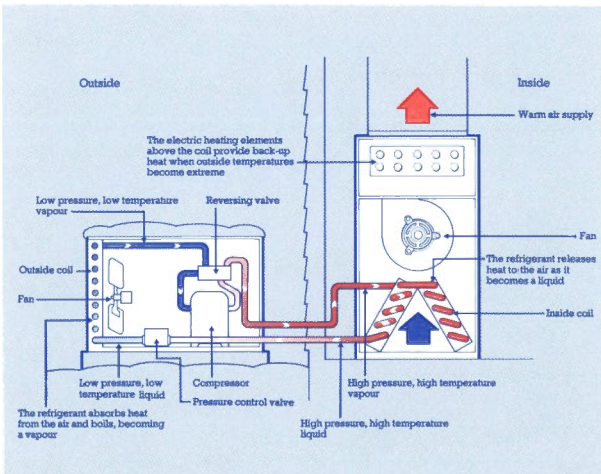 Outside
Inside
Warm air supply
The electric heating elements
above the coil provide back-up
heat when outside temperatures
become extreme
Low pressure, low temperature
vapour
Reversing valve
Fan
Outside coil
The refrigerant releases
heat to the air as it
becomes a liquid
Fan
Inside coil
Low pressure, low
temperature liquid
Compressor
High pressure, high temperature
vapour
Pressure control valve
The refrigerant absorbs heat
from the air and boils, becoming
a vapour
High pressure, high temperature
liquid